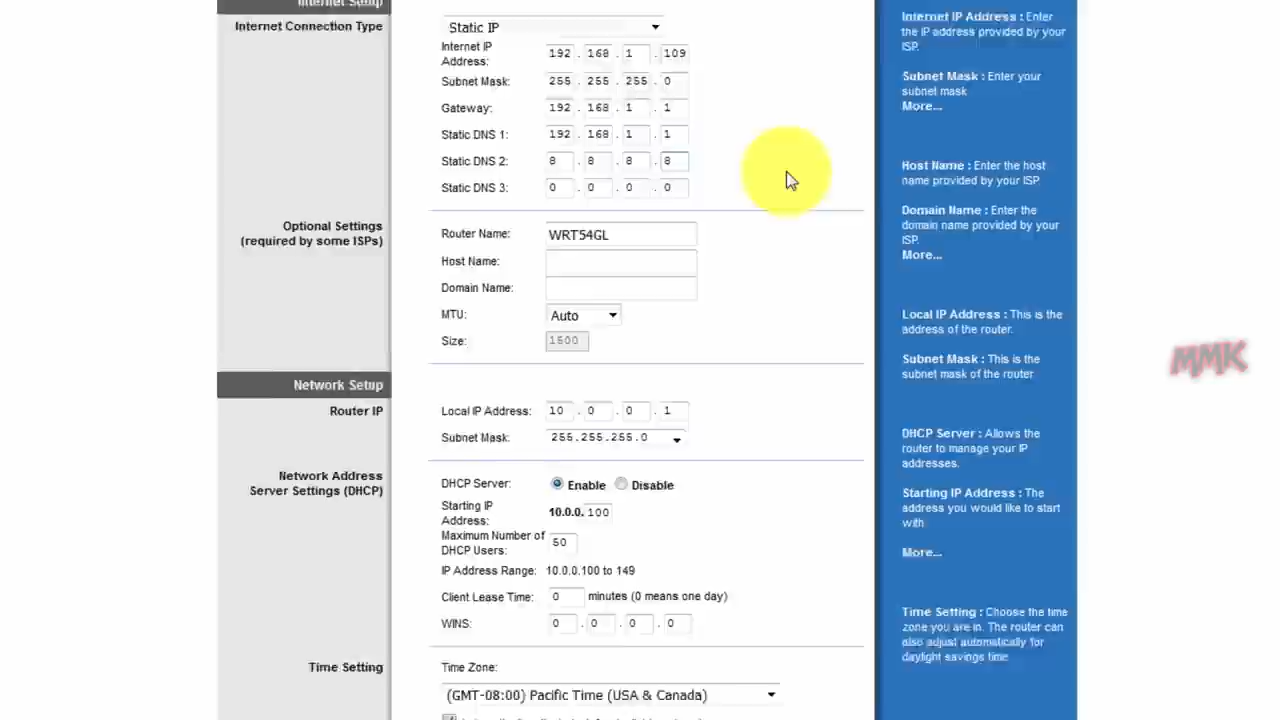 Internet Setup
Internet Connection Type
Static IP
Internet IP
Address:
192 . 168 . 1 . 109
Subnet Mask:
255 . 255 . 255 . 0
Gateway:
192 . 168 . 1 . 1
Static DNS 1:
192 . 168 . 1 . 1
Static DNS 2:
8 . 8 . 8 . 8
Static DNS 3:
0 . 0 . 0 . 0
Optional Settings
(required by some ISPs)
Router Name:
WRT54GL
Host Name:
Domain Name:
MTU:
Auto
Size:
1500
Network Setup
Router IP
Local IP Address:
10 . 0 . 0 . 1
Subnet Mask:
255.255.255.0
Network Address
Server Settings (DHCP)
DHCP Server:
Enable
Disable
Starting IP
Address:
10.0.0. 100
Maximum Number of
DHCP Users:
50
IP Address Range:
10.0.0.100 to 149
Client Lease Time:
0
minutes (0 means one day)
WINS:
0 . 0 . 0 . 0
Time Setting
Time Zone:
(GMT-08:00) Pacific Time (USA & Canada)
Internet IP Address : Enter
the IP address provided by your
ISP.
Subnet Mask : Enter your
subnet mask
More...
Host Name : Enter the host
name provided by your ISP.
Domain Name : Enter the
domain name provided by your
ISP.
More...
Local IP Address : This is the
address of the router.
Subnet Mask : This is the
subnet mask of the router
DHCP Server : Allows the
router to manage your IP
addresses.
Starting IP Address : The
address you would like to start
with.
More...
Time Setting : Choose the time
zone you are in. The router can
also adjust automatically for
daylight savings time.
MMK